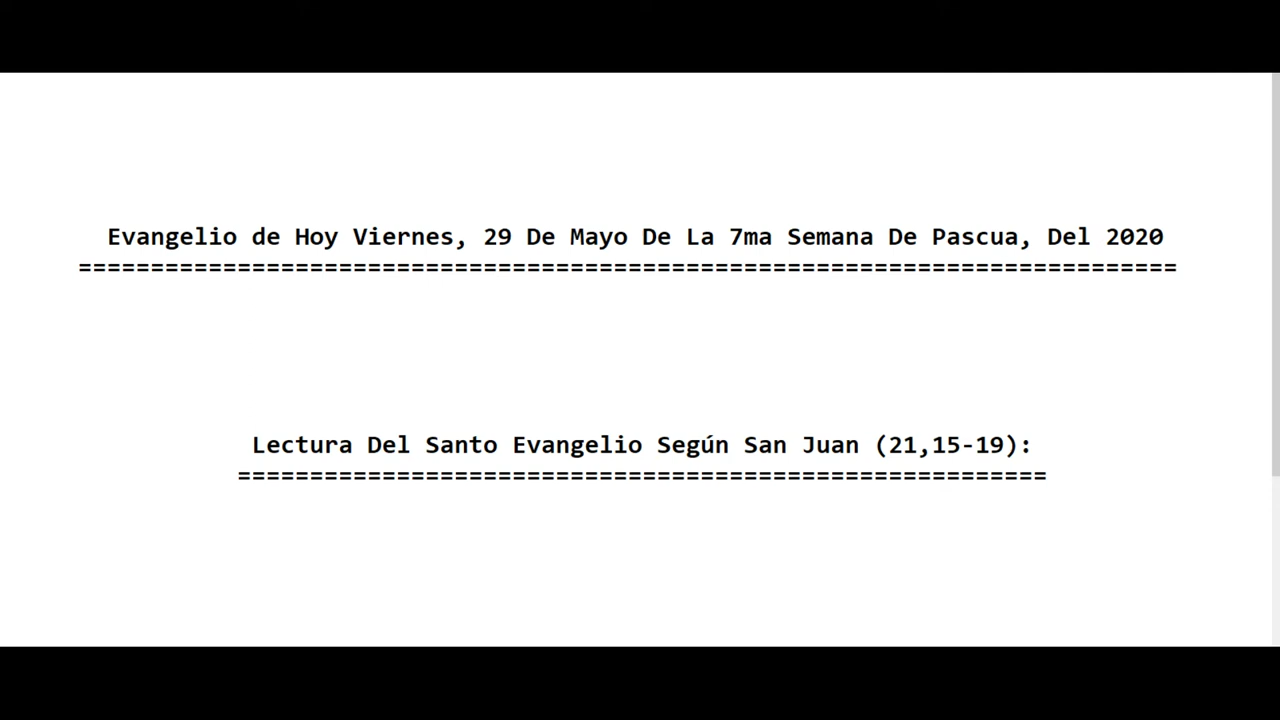 Evangelio de Hoy Viernes, 29 De Mayo De La 7ma Semana De Pascua, Del 2020
============================================================================
Lectura Del Santo Evangelio Según San Juan (21,15-19):
========================================================